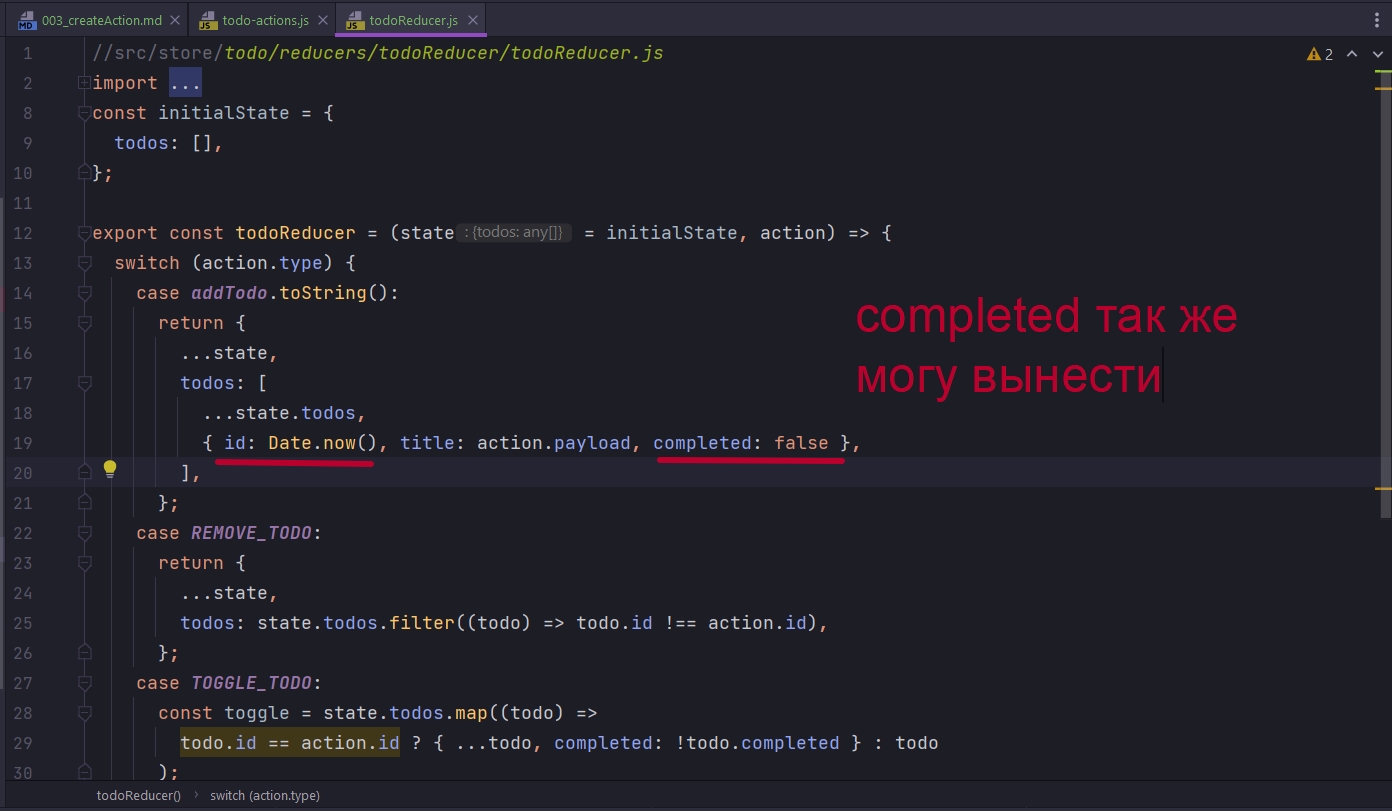 003_createAction.md
todo-actions.js
todoReducer.js
1 //src/store/todo/reducers/todoReducer/todoReducer.js
2 import ...
8 const initialState = {
9 todos: [],
10 };
11
12 export const todoReducer = (state : {todos: any[]} = initialState, action) => {
13 switch (action.type) {
14 case addTodo.toString():
15 return {
16 ...state,
17 todos: [
18 ...state.todos,
19 { id: Date.now(), title: action.payload, completed: false },
20 ],
21 };
22 case REMOVE_TODO:
23 return {
24 ...state,
25 todos: state.todos.filter((todo) => todo.id !== action.id),
26 };
27 case TOGGLE_TODO:
28 const toggle = state.todos.map((todo) =>
29 todo.id == action.id ? { ...todo, completed: !todo.completed } : todo
30 );
2
completed так же
могу вынести
todoReducer() › switch (action.type)
MD
JS
JS